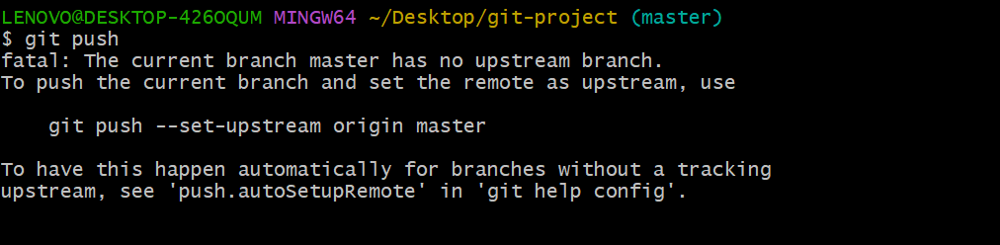 LENOVO@DESKTOP-426OQUM MINGW64 ~/Desktop/git-project (master)
$ git push
fatal: The current branch master has no upstream branch.
To push the current branch and set the remote as upstream, use
    git push --set-upstream origin master
To have this happen automatically for branches without a tracking
upstream, see 'push.autoSetupRemote' in 'git help config'.